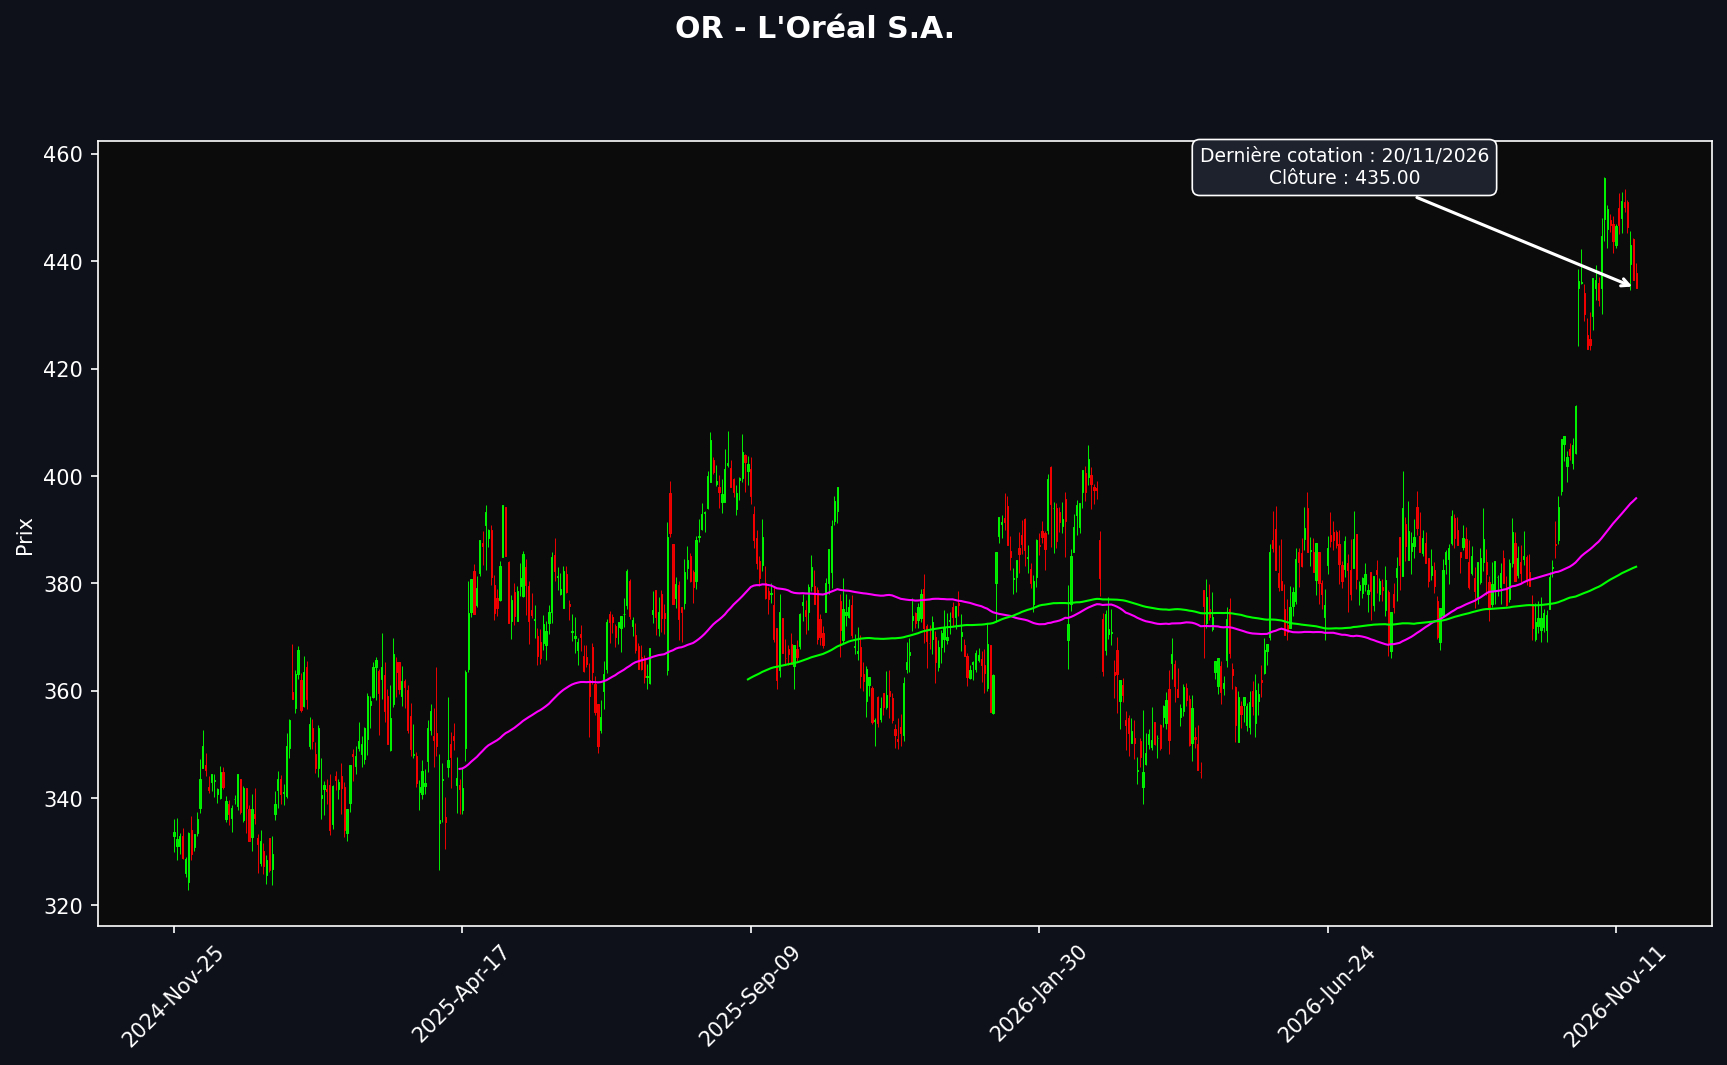 OR - L'Oréal S.A.
Dernière cotation : 20/11/2026
Clôture : 435.00
Prix
460
440
420
400
380
360
340
320
2024-Nov-25
2025-Apr-17
2025-Sep-09
2026-Jan-30
2026-Jun-24
2026-Nov-11